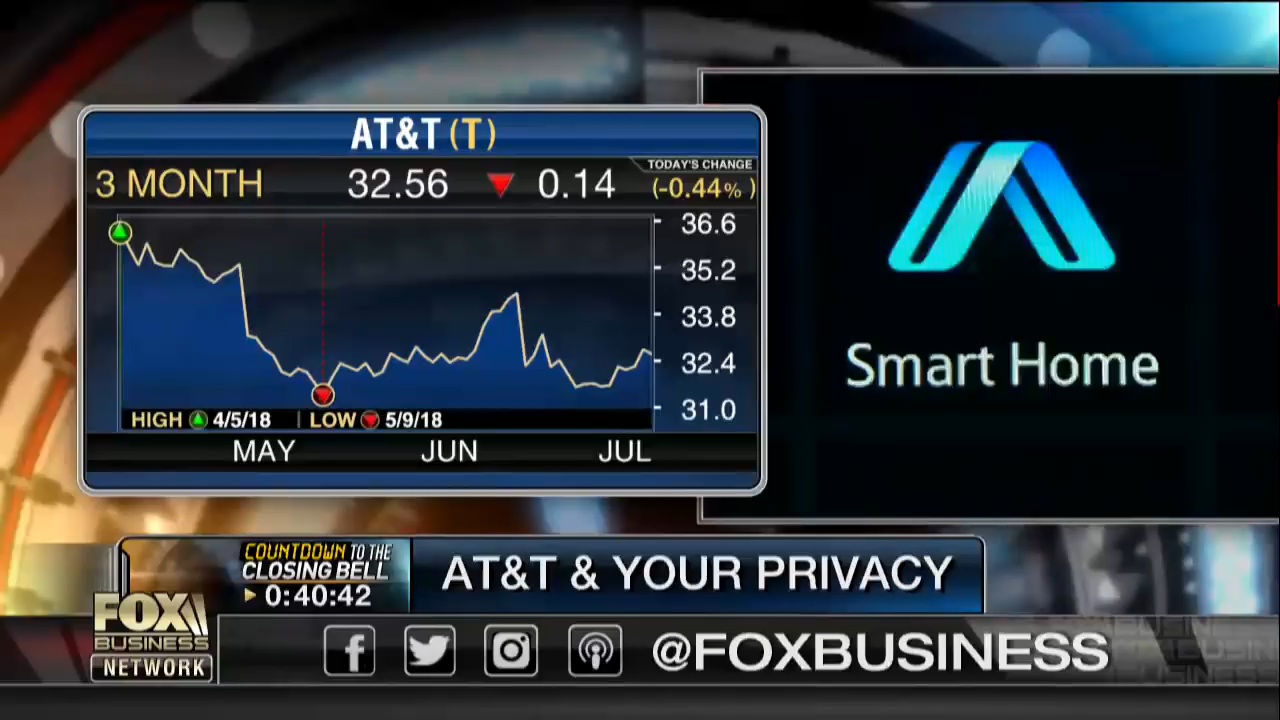 AT&T (T)
3 MONTH 32.56 0.14
TODAY'S CHANGE
(-0.44%)
36.6
35.2
33.8
32.4
31.0
HIGH 4/5/18 | LOW 5/9/18
MAY JUN JUL
Smart Home
COUNTDOWN TO THE
CLOSING BELL
0:40:42
AT&T & YOUR PRIVACY
FOX
BUSINESS
NETWORK
@FOXBUSINESS